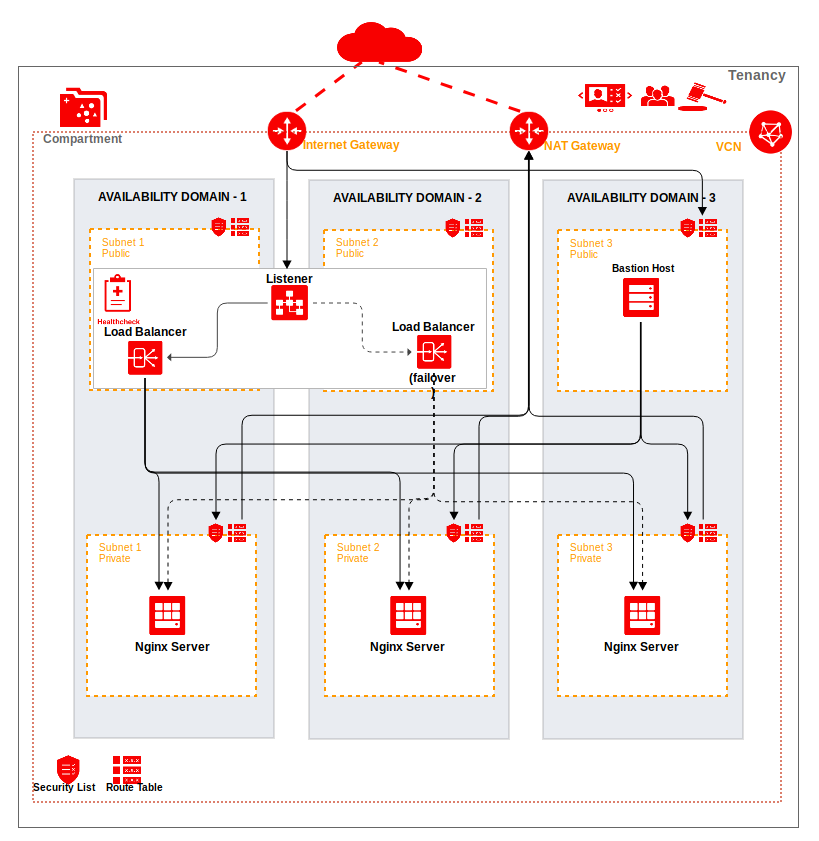 Tenancy
Compartment
Internet Gateway
NAT Gateway
VCN
AVAILABILITY DOMAIN - 1
AVAILABILITY DOMAIN - 2
AVAILABILITY DOMAIN - 3
Subnet 1
Public
Subnet 2
Public
Subnet 3
Public
Bastion Host
Listener
Healthcheck
Load Balancer
Load Balancer
(failover
)
Subnet 1
Private
Subnet 2
Private
Subnet 3
Private
Nginx Server
Nginx Server
Nginx Server
Security List
Route Table